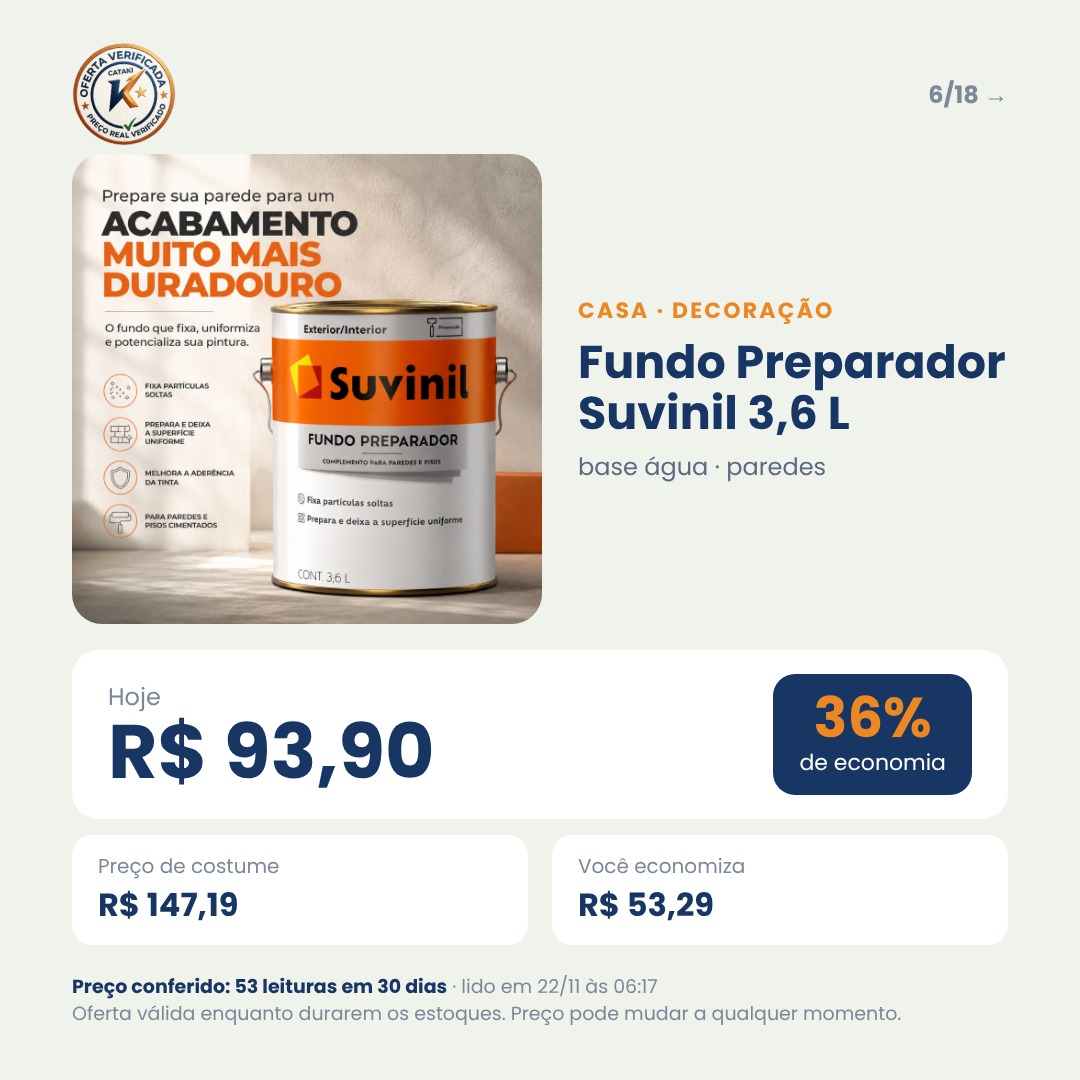 OFERTA VERIFICADA
CATAKI
K
PREÇO REAL VERIFICADO
6/18 →
Prepare sua parede para um
ACABAMENTO
MUITO MAIS
DURADOURO
O fundo que fixa, uniformiza
e potencializa sua pintura.
FIXA PARTÍCULAS
SOLTAS
PREPARA E DEIXA
A SUPERFÍCIE
UNIFORME
MELHORA A ADERÊNCIA
DA TINTA
PARA PAREDES E
PISOS CIMENTADOS
Exterior/Interior
Preparação
Suvinil
FUNDO PREPARADOR
COMPLEMENTO PARA PAREDES E PISOS
Fixa partículas soltas
Prepara e deixa a superfície uniforme
CONT. 3,6 L
CASA · DECORAÇÃO
Fundo Preparador
Suvinil 3,6 L
base água · paredes
Hoje
R$ 93,90
36%
de economia
Preço de costume
R$ 147,19
Você economiza
R$ 53,29
Preço conferido: 53 leituras em 30 dias · lido em 22/11 às 06:17
Oferta válida enquanto durarem os estoques. Preço pode mudar a qualquer momento.